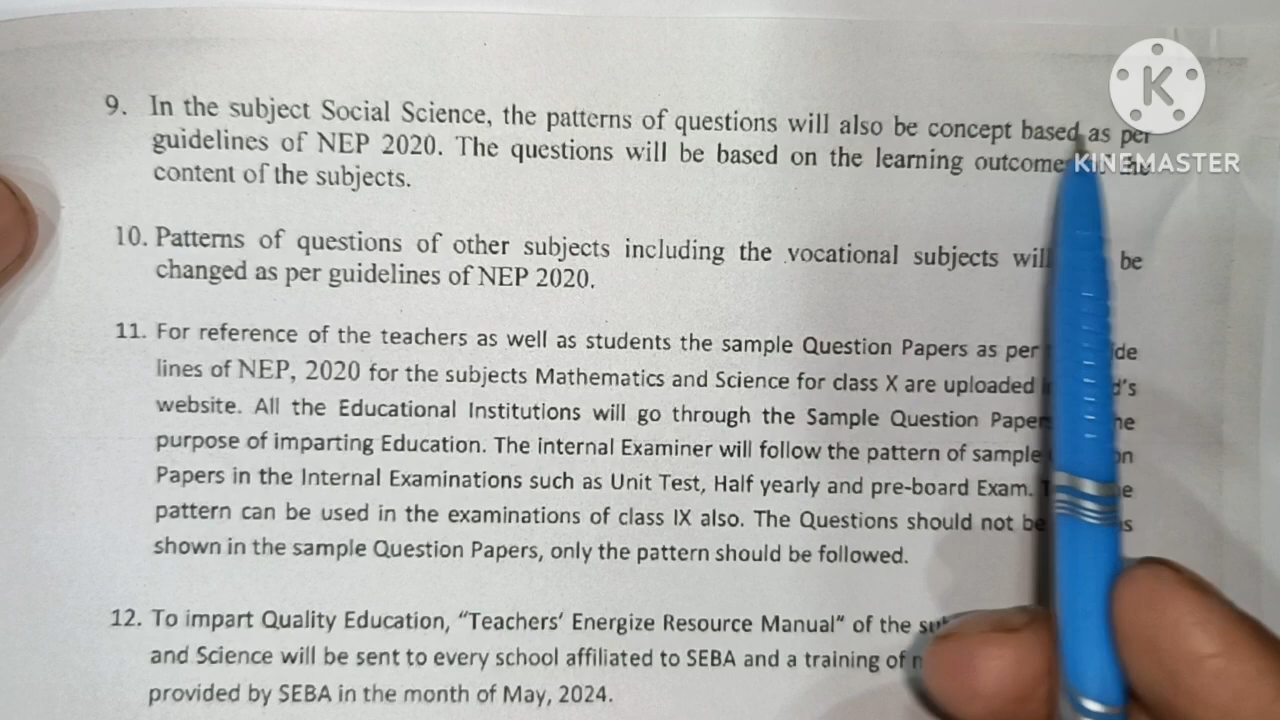 K
KINEMASTER
9. In the subject Social Science, the patterns of questions will also be concept based as per
guidelines of NEP 2020. The questions will be based on the learning outcome
content of the subjects.
10. Patterns of questions of other subjects including the vocational subjects will be
changed as per guidelines of NEP 2020.
11. For reference of the teachers as well as students the sample Question Papers as per
lines of NEP, 2020 for the subjects Mathematics and Science for class X are uploaded
website. All the Educational Institutions will go through the Sample Question
purpose of imparting Education. The internal Examiner will follow the pattern of sample
Papers in the Internal Examinations such as Unit Test, Half yearly and pre-board Exam.
pattern can be used in the examinations of class IX also. The Questions should not be
shown in the sample Question Papers, only the pattern should be followed.
12. To impart Quality Education, “Teachers’ Energize Resource Manual” of the
and Science will be sent to every school affiliated to SEBA and a training of
provided by SEBA in the month of May, 2024.